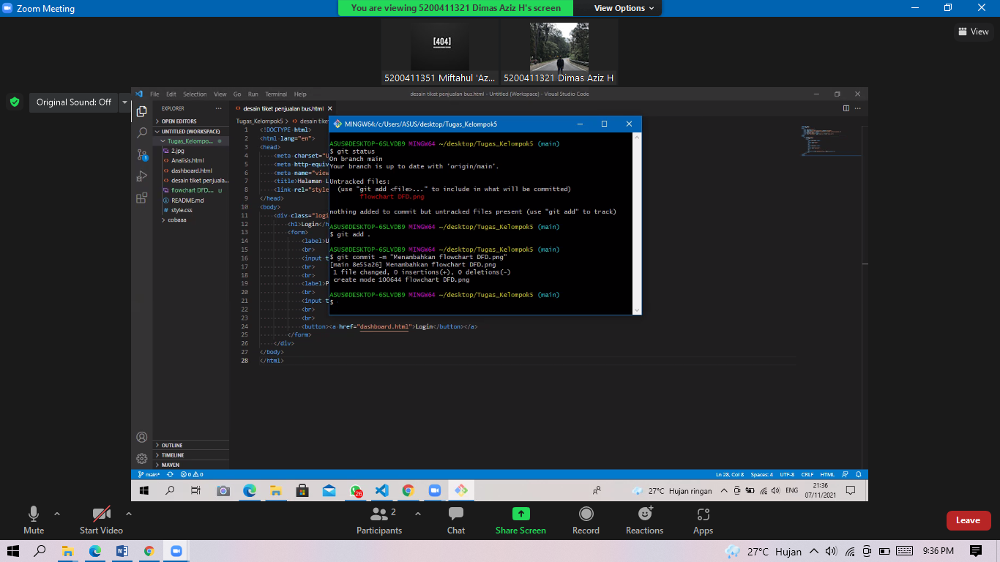 Zoom Meeting
You are viewing 5200411321 Dimas Aziz H's screen
View Options
View
[404]
5200411351 Miftahul 'Az...
5200411321 Dimas Aziz H
Original Sound: Off
File Edit Selection View Go Run Terminal Help
desain tiket penjualan bus.html - Untitled (Workspace) - Visual Studio Code
EXPLORER
OPEN EDITORS
UNTITLED (WORKSPACE)
Tugas_Kelompo...
2.jpg
Analisis.html
dashboard.html
desain tiket penjuala...
flowchart DFD.... U
README.md
style.css
cobaaa
OUTLINE
TIMELINE
MAVEN
desain tiket penjualan bus.html
Tugas_Kelompok5 > desain tike
1 <!DOCTYPE html>
2 <html lang="en">
3 <head>
4 <meta charset="U
5 <meta http-equiv
6 <meta name="view
7 <title>Halaman L
8 <link rel="style
9 </head>
10 <body>
11 <div class="logi
12 <h1>Login</h
13 <form>
14 <label>U
15 <br>
16 <input t
17 <br>
18 <br>
19 <label>P
20 <br>
21 <input t
22 <br>
23 <br>
24 <button><a href="dashboard.html">Login</button></a>
25 </form>
26 </div>
27 </body>
28 </html>
MINGW64:/c/Users/ASUS/desktop/Tugas_Kelompok5
ASUS@DESKTOP-6SLVDB9 MINGW64 ~/desktop/Tugas_Kelompok5 (main)
$ git status
On branch main
Your branch is up to date with 'origin/main'.
Untracked files:
(use "git add <file>..." to include in what will be committed)
flowchart DFD.png
nothing added to commit but untracked files present (use "git add" to track)
ASUS@DESKTOP-6SLVDB9 MINGW64 ~/desktop/Tugas_Kelompok5 (main)
$ git add .
ASUS@DESKTOP-6SLVDB9 MINGW64 ~/desktop/Tugas_Kelompok5 (main)
$ git commit -m "Menambahkan flowchart DFD.png"
[main 8e55a26] Menambahkan flowchart DFD.png
1 file changed, 0 insertions(+), 0 deletions(-)
create mode 100644 flowchart DFD.png
ASUS@DESKTOP-6SLVDB9 MINGW64 ~/desktop/Tugas_Kelompok5 (main)
$
main* 0 0
Ln 28, Col 8 Spaces: 4 UTF-8 CRLF HTML
26
27°C Hujan ringan
ENG
21:36
07/11/2021
Mute
Start Video
Participants
2
Chat
Share Screen
Record
Reactions
Apps
Leave
27°C Hujan
9:36 PM